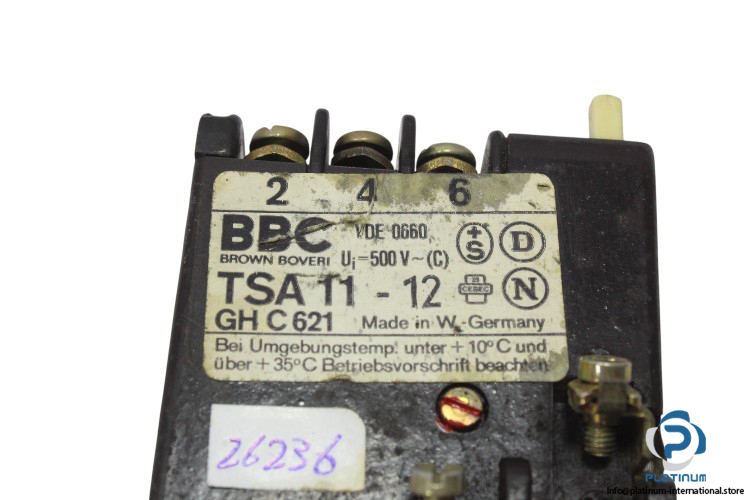 2 4 6
BBC VDE 0660 +S D
BROWN BOVERI Ui=500 V~(C)
TSA 11 - 12 CEBEC N
GH C 621 Made in W.-Germany
Bei Umgebungstemp. unter +10°C und
über +35°C Betriebsvorschrift beachten.
26236
PLATINUM
Info@platinum-international.store